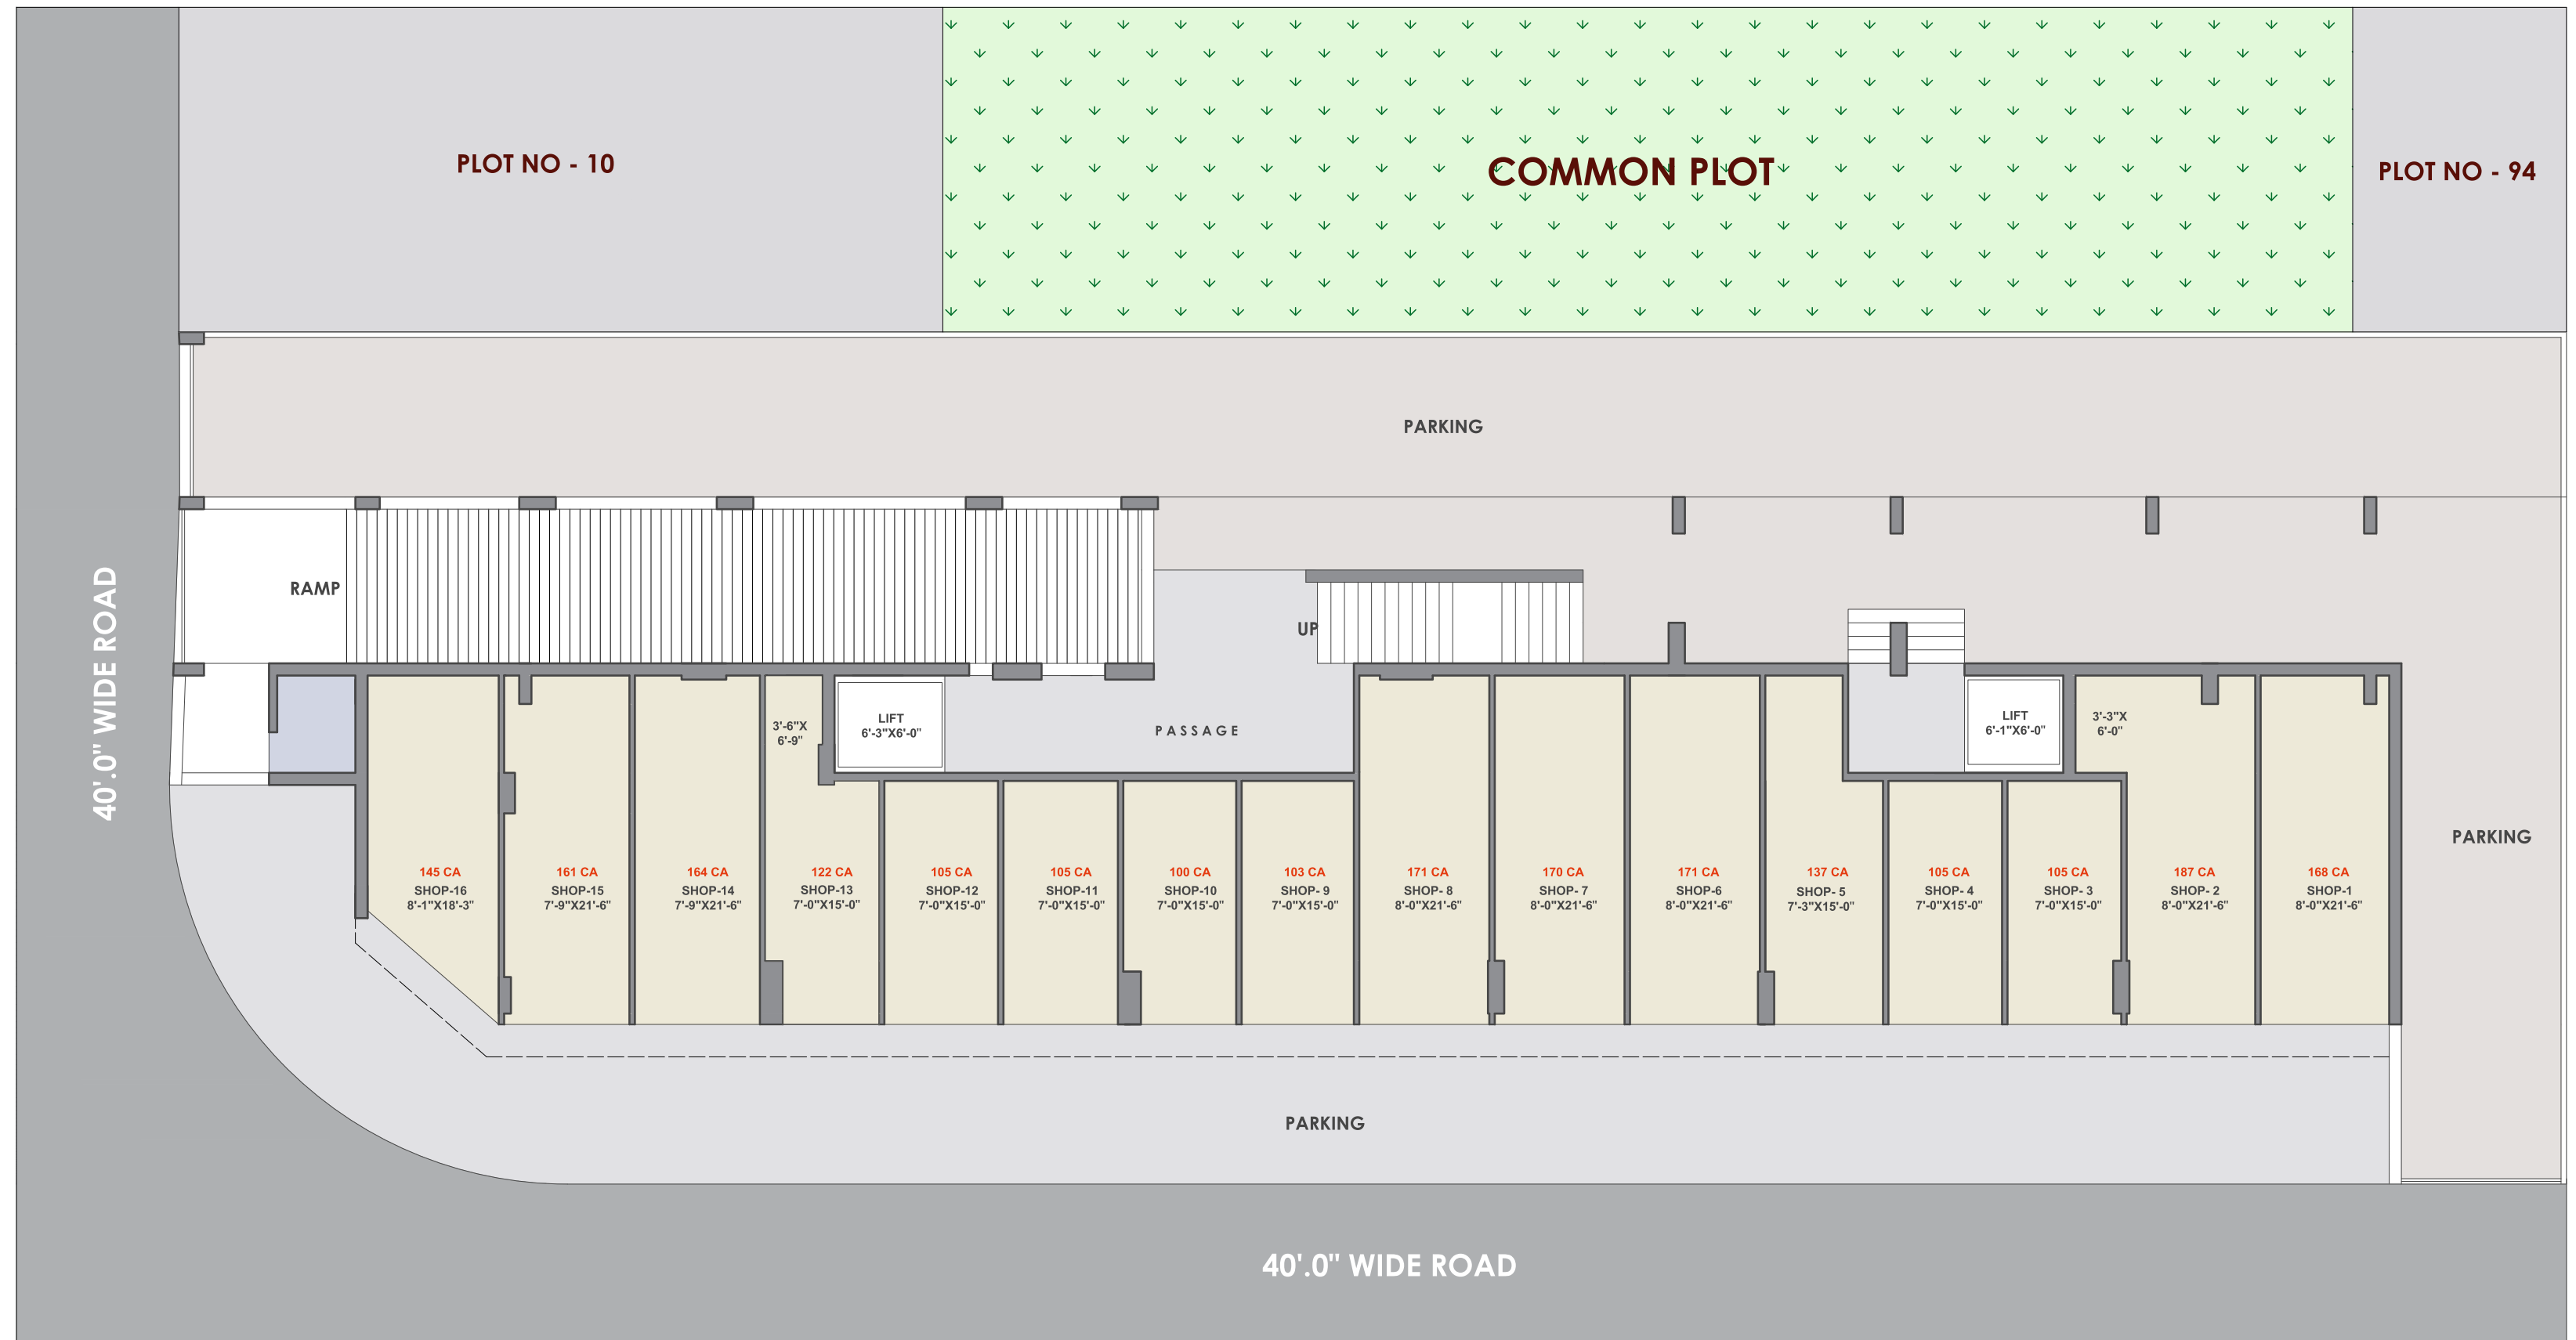 PLOT NO - 10
COMMON PLOT
PLOT NO - 94
PARKING
40'.0" WIDE ROAD
RAMP
UP
3'-6"X
6'-9"
LIFT
6'-3"X6'-0"
PASSAGE
LIFT
6'-1"X6'-0"
3'-3"X
6'-0"
PARKING
145 CA
SHOP-16
8'-1"X18'-3"
161 CA
SHOP-15
7'-9"X21'-6"
164 CA
SHOP-14
7'-9"X21'-6"
122 CA
SHOP-13
7'-0"X15'-0"
105 CA
SHOP-12
7'-0"X15'-0"
105 CA
SHOP-11
7'-0"X15'-0"
100 CA
SHOP-10
7'-0"X15'-0"
103 CA
SHOP- 9
7'-0"X15'-0"
171 CA
SHOP- 8
8'-0"X21'-6"
170 CA
SHOP- 7
8'-0"X21'-6"
171 CA
SHOP-6
8'-0"X21'-6"
137 CA
SHOP- 5
7'-3"X15'-0"
105 CA
SHOP- 4
7'-0"X15'-0"
105 CA
SHOP- 3
7'-0"X15'-0"
187 CA
SHOP- 2
8'-0"X21'-6"
168 CA
SHOP-1
8'-0"X21'-6"
PARKING
40'.0" WIDE ROAD